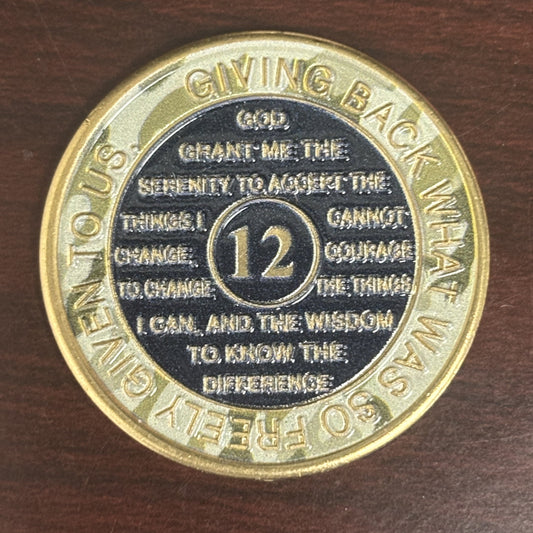 GIVING BACK WHAT WAS SO FREELY GIVEN TO US.
GOD
GRANT ME THE
SERENITY TO ACCEPT THE
THINGS I CANNOT
CHANGE, COURAGE
TO CHANGE THE THINGS
I CAN, AND THE WISDOM
TO KNOW THE
DIFFERENCE
12